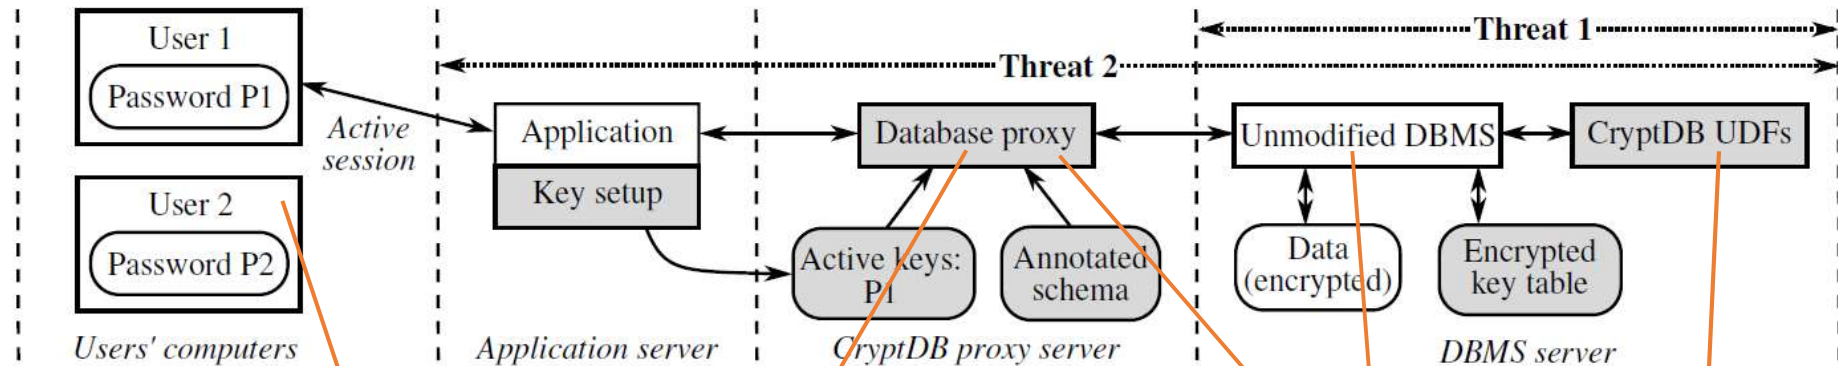 User 1
Password P1
User 2
Password P2
Users' computers
Active
session
Application
Key setup
Application server
Threat 2
Database proxy
Active keys:
P1
Annotated
schema
CryptDB proxy server
Threat 1
Unmodified DBMS
CryptDB UDFs
Data
(encrypted)
Encrypted
key table
DBMS server